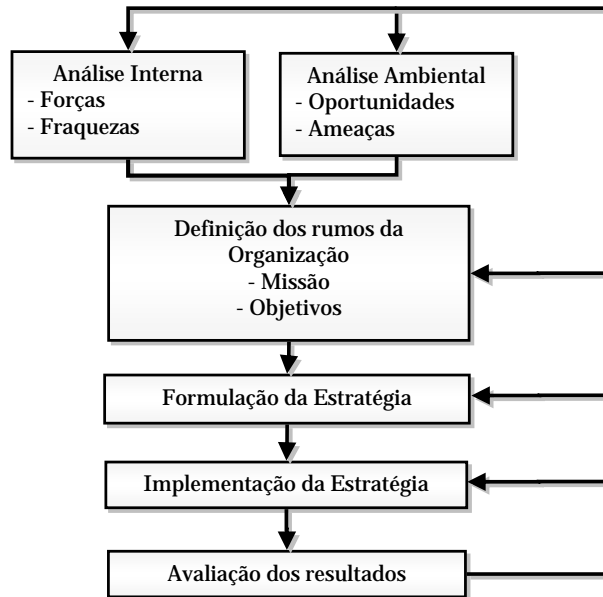 Análise Interna
- Forças
- Fraquezas
Análise Ambiental
- Oportunidades
- Ameaças
Definição dos rumos da
Organização
- Missão
- Objetivos
Formulação da Estratégia
Implementação da Estratégia
Avaliação dos resultados